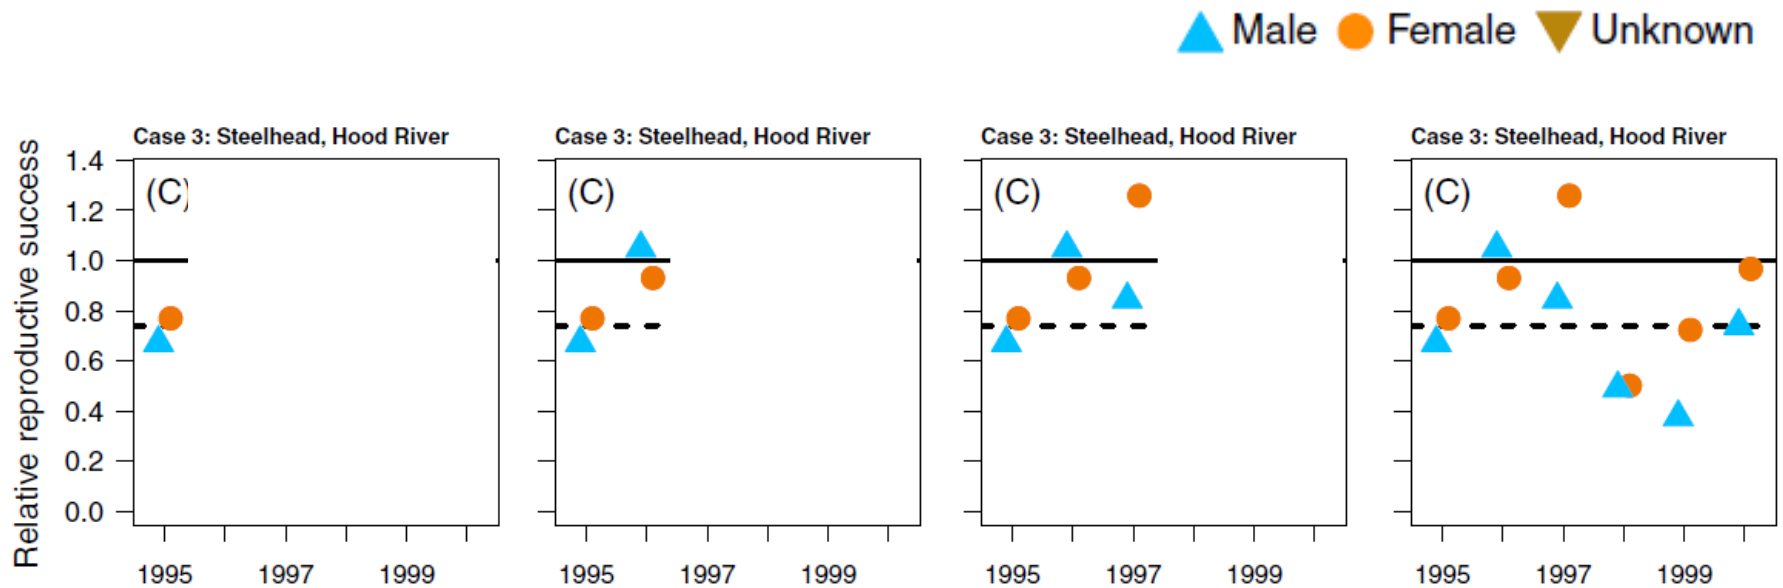 Male Female Unknown
Case 3: Steelhead, Hood River Case 3: Steelhead, Hood River Case 3: Steelhead, Hood River Case 3: Steelhead, Hood River
Relative reproductive success
1.4
(C) (C) (C) (C)
1.2
1.0
0.8
0.6
0.4
0.2
0.0
1995 1997 1999 1995 1997 1999 1995 1997 1999 1995 1997 1999